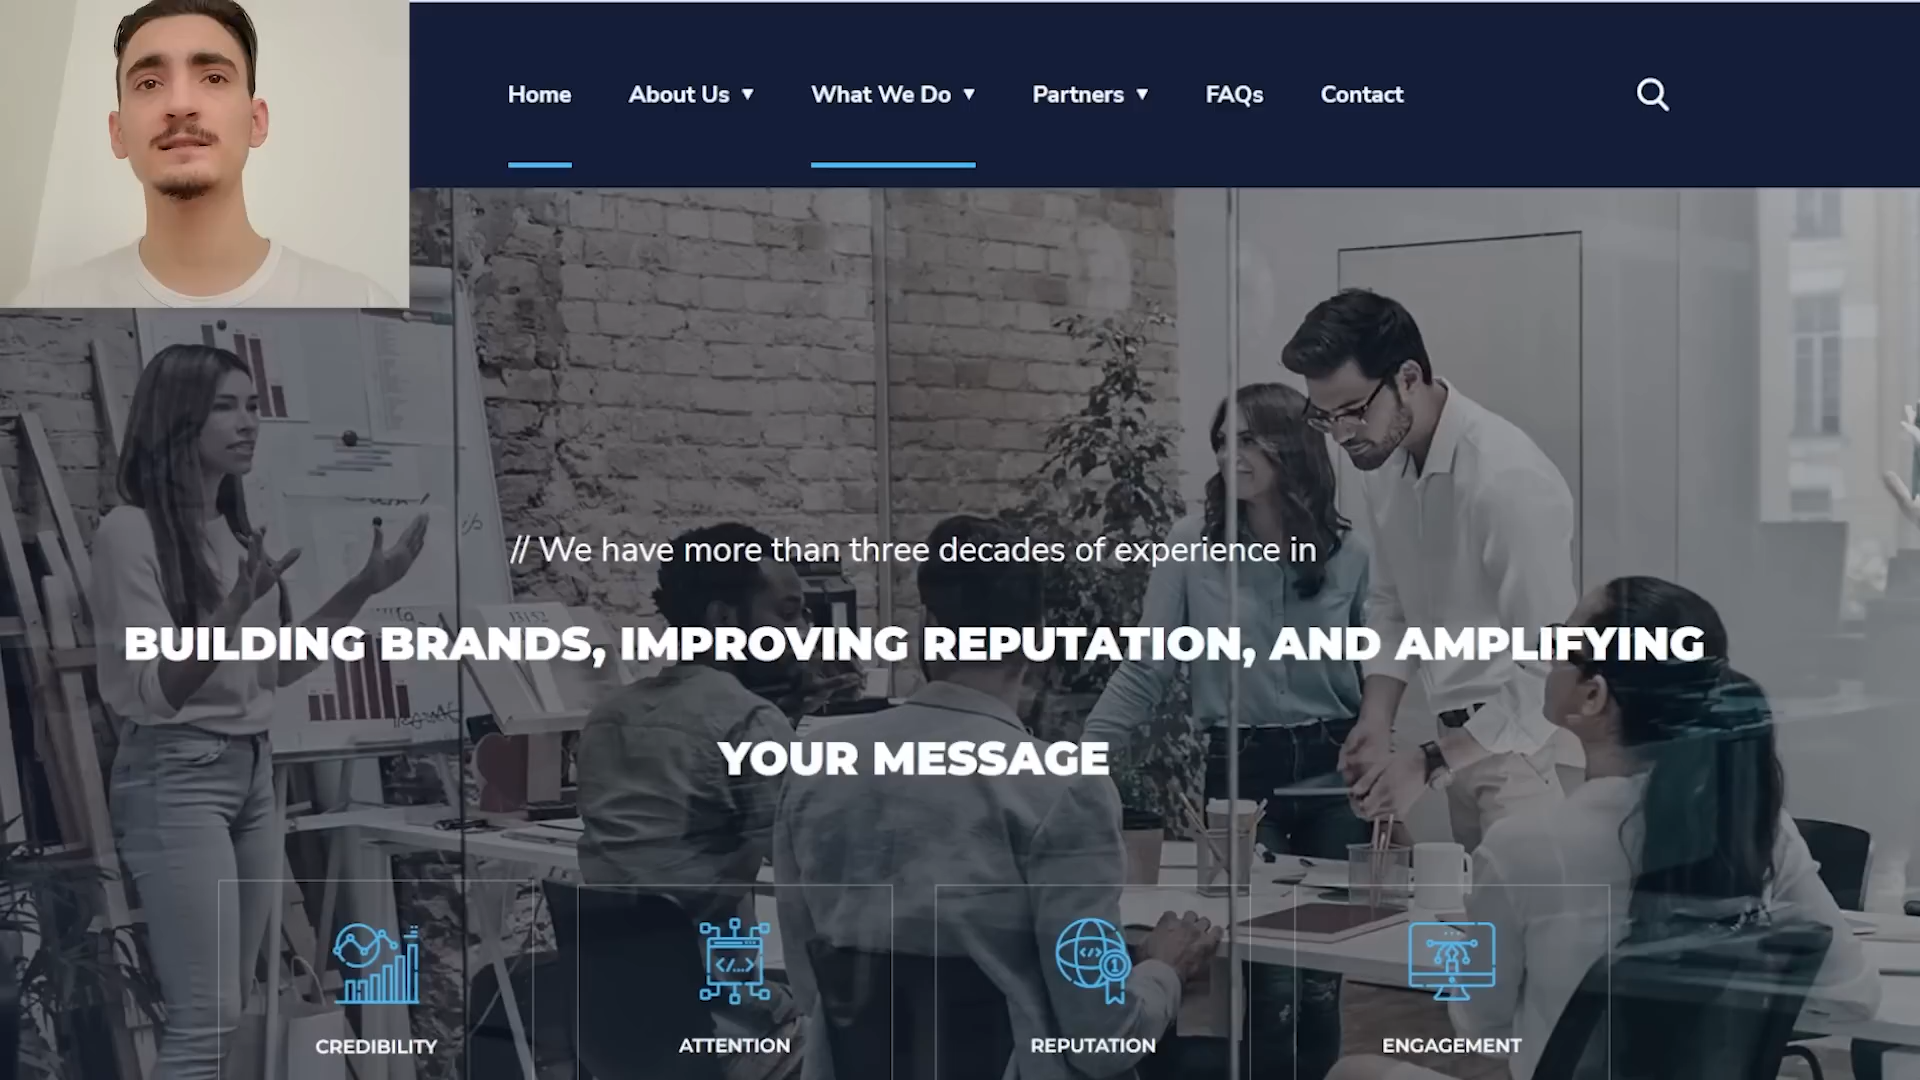 Home About Us ▼ What We Do ▼ Partners ▼ FAQs Contact
// We have more than three decades of experience in
BUILDING BRANDS, IMPROVING REPUTATION, AND AMPLIFYING
YOUR MESSAGE
CREDIBILITY ATTENTION REPUTATION ENGAGEMENT